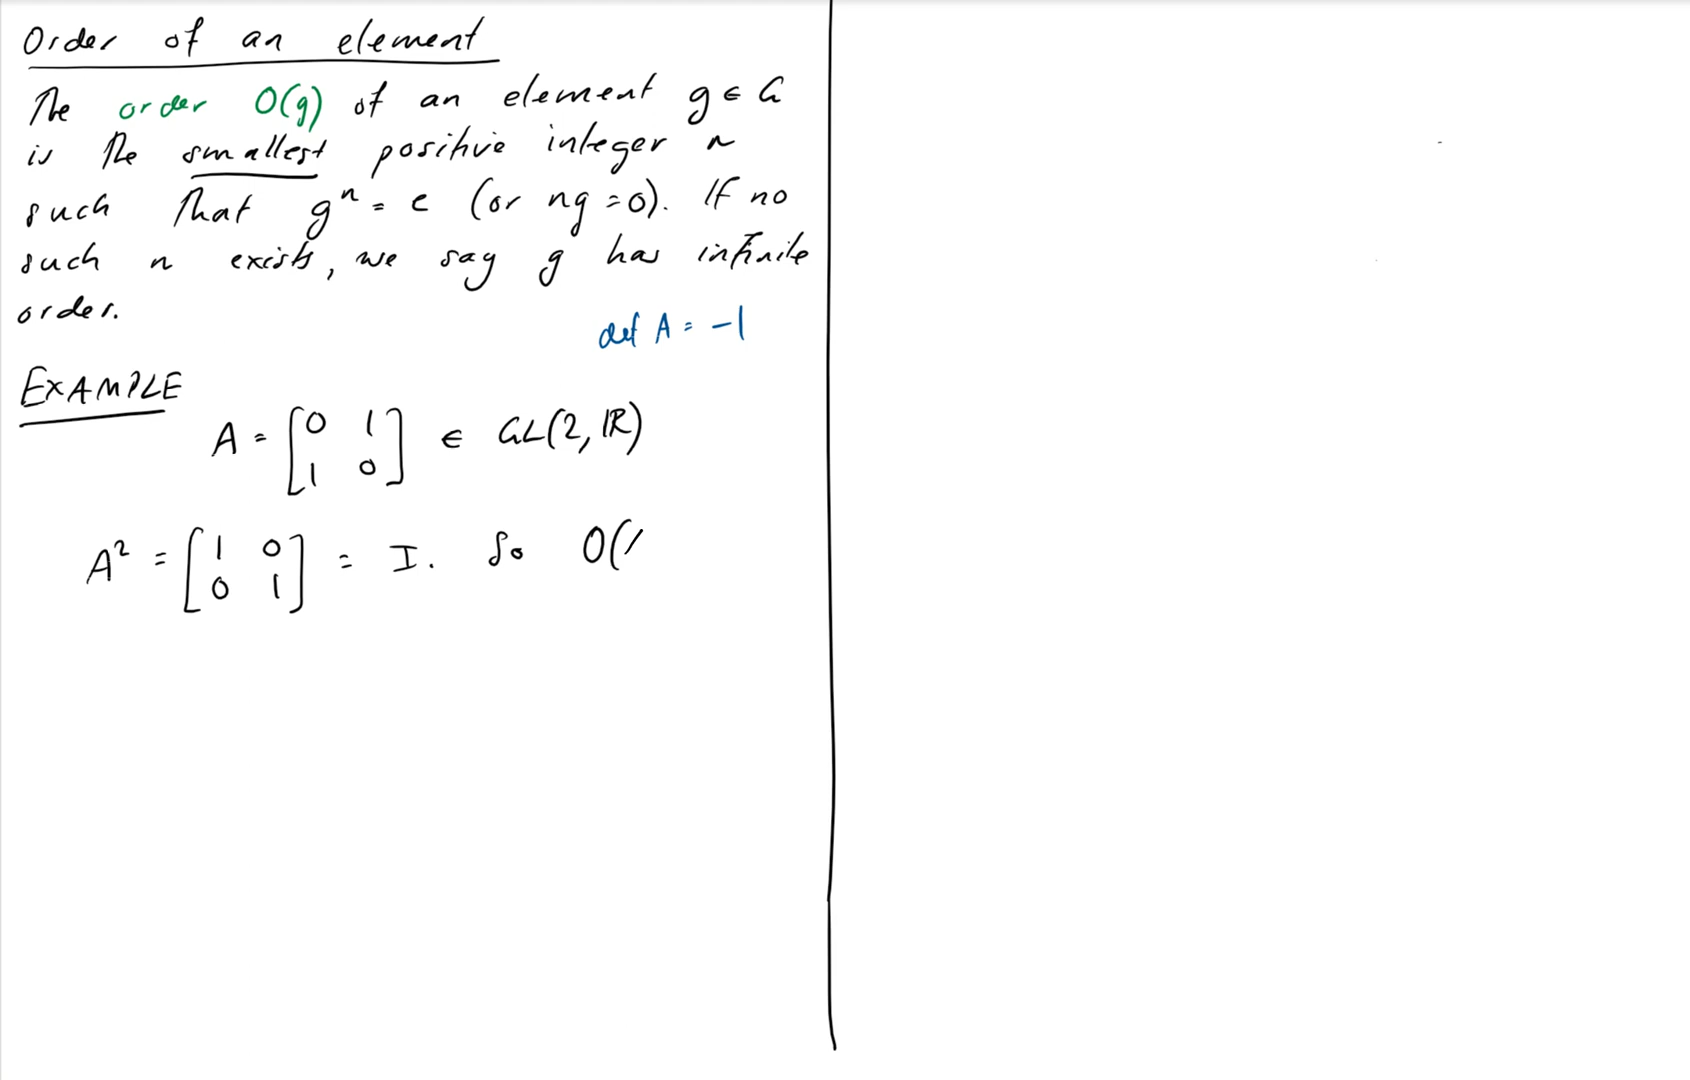 Order of an element
The order O(g) of an element g ∈ G
is the smallest positive integer n
such that gⁿ = e (or ng = 0). If no
such n exists, we say g has infinite
order.
det A = -1
EXAMPLE
A = [0 1
1 0] ∈ GL(2, ℝ)
A² = [1 0
0 1] = I. So O(